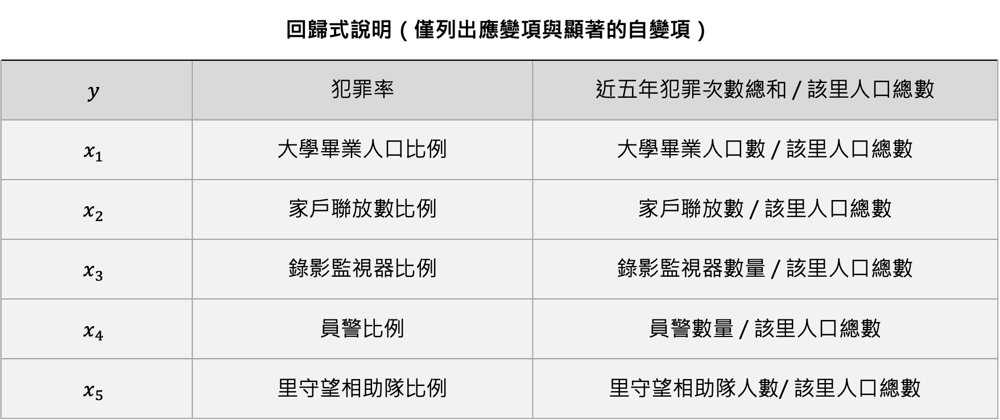 回歸式說明（僅列出應變項與顯著的自變項）
y 犯罪率 近五年犯罪次數總和 / 該里人口總數
x₁ 大學畢業人口比例 大學畢業人口數 / 該里人口總數
x₂ 家戶聯放數比例 家戶聯放數 / 該里人口總數
x₃ 錄影監視器比例 錄影監視器數量 / 該里人口總數
x₄ 員警比例 員警數量 / 該里人口總數
x₅ 里守望相助隊比例 里守望相助隊人數/ 該里人口總數